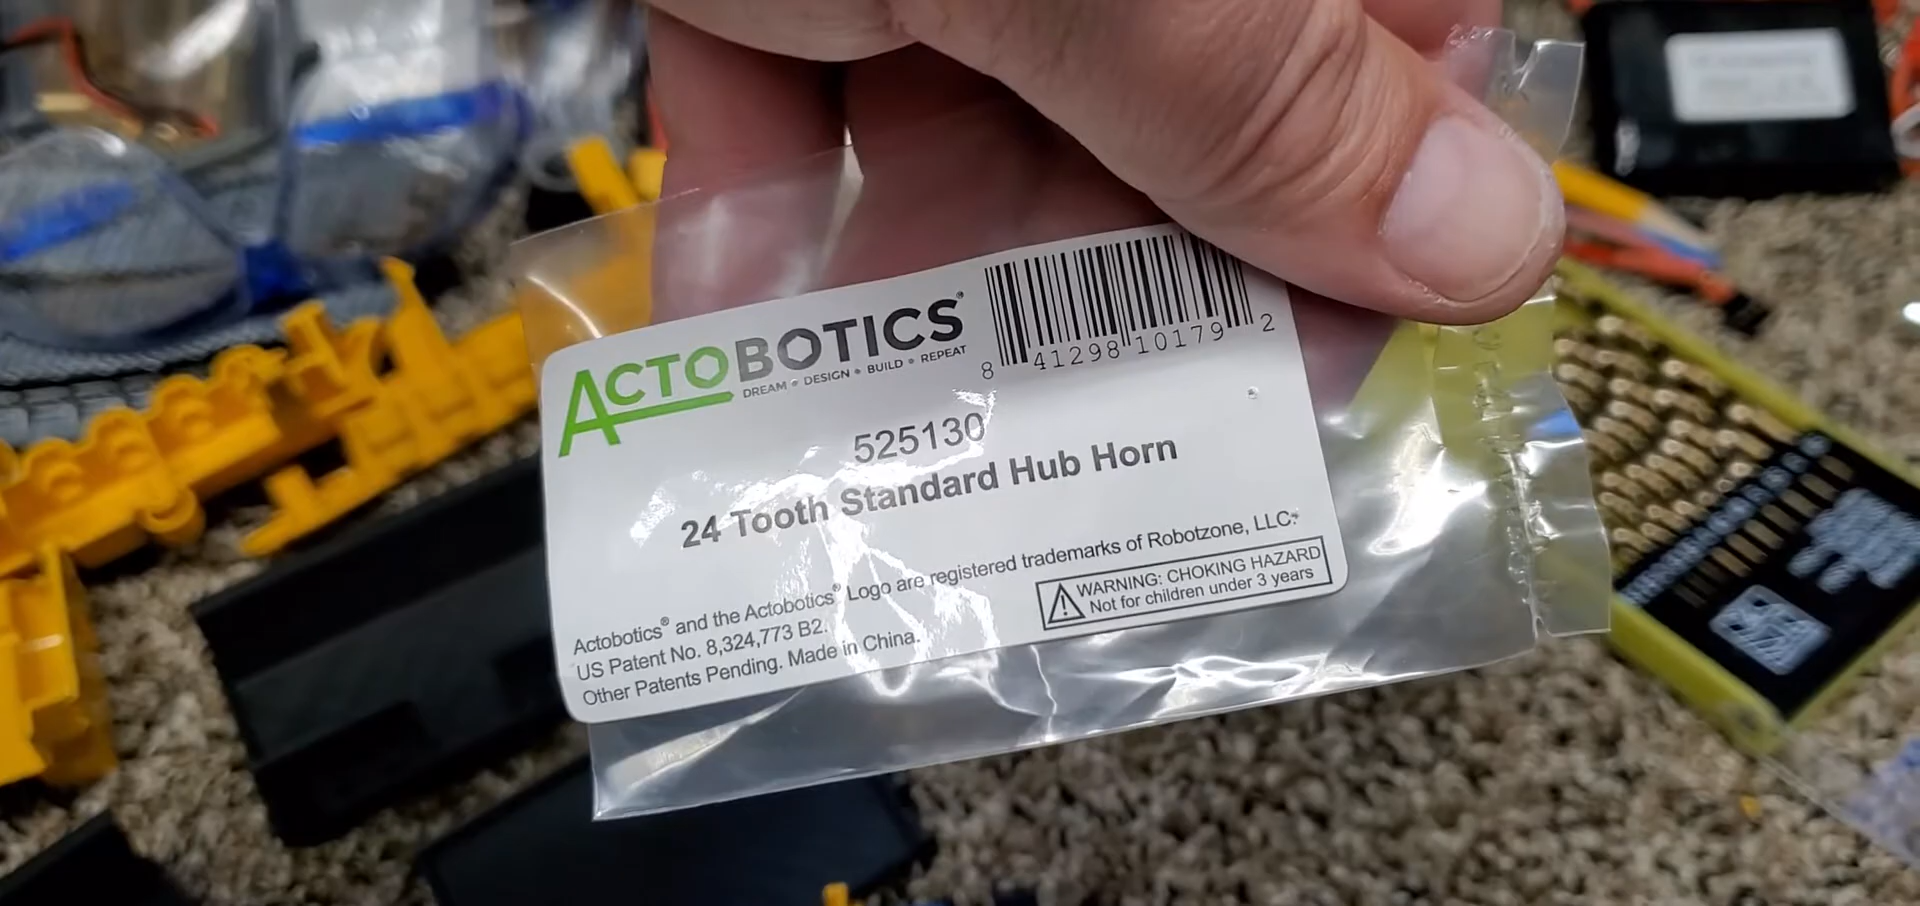 ACTOBOTICS®
DREAM • DESIGN • BUILD • REPEAT
8 41298 10179 2
525130
24 Tooth Standard Hub Horn
Actobotics® and the Actobotics® Logo are registered trademarks of Robotzone, LLC.
US Patent No. 8,324,773 B2.
Other Patents Pending. Made in China.
WARNING: CHOKING HAZARD
Not for children under 3 years